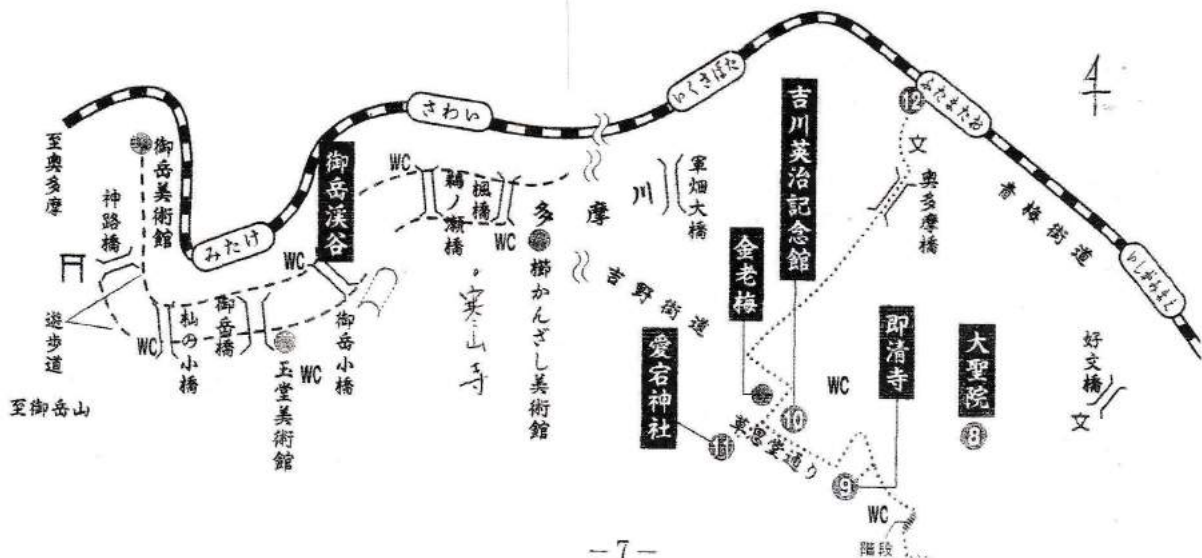 至奥多摩
御岳美術館
神路橋
遊歩道
至御岳山
みたけ
WC
杣の小橋
御岳橋
玉堂美術館
WC
WC
御岳小橋
御岳渓谷
さわい
WC
鵜ノ瀬橋
楓橋
WC
寒山寺
多摩川
櫛かんざし美術館
いくさばた
軍畑大橋
吉野街道
金老梅
愛宕神社
11
草思堂通り
吉川英治記念館
10
WC
即清寺
9
WC
階段
大聖院
8
12
文
ふたまたお
奥多摩橋
青梅街道
いしがみまえ
好文橋
文
4
－7－